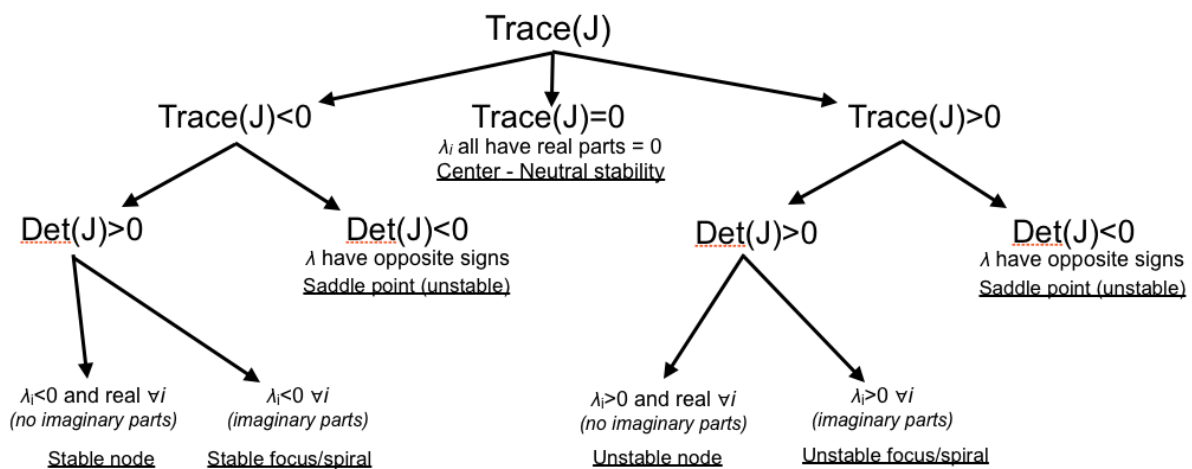 Trace(J)
Trace(J)<0
Trace(J)=0
λi all have real parts = 0
Center - Neutral stability
Trace(J)>0
Det(J)>0
Det(J)<0
λ have opposite signs
Saddle point (unstable)
Det(J)>0
Det(J)<0
λ have opposite signs
Saddle point (unstable)
λi<0 and real ∀i
(no imaginary parts)
Stable node
λi<0 ∀i
(imaginary parts)
Stable focus/spiral
λi>0 and real ∀i
(no imaginary parts)
Unstable node
λi>0 ∀i
(imaginary parts)
Unstable focus/spiral